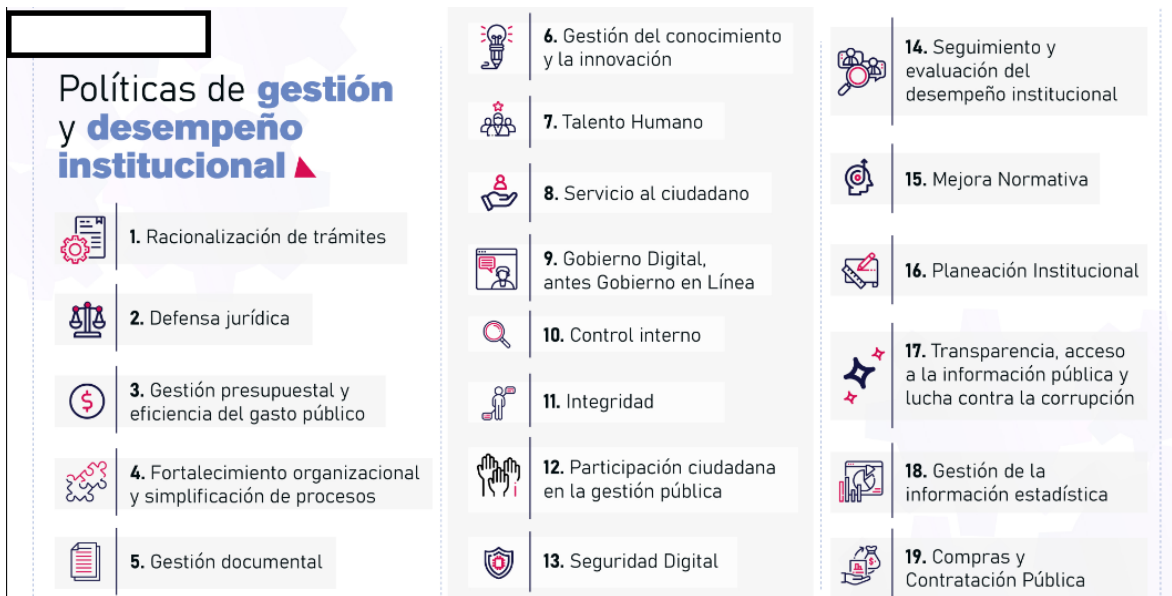 Políticas de gestión
y desempeño
institucional
1. Racionalización de trámites
2. Defensa jurídica
3. Gestión presupuestal y
eficiencia del gasto público
4. Fortalecimiento organizacional
y simplificación de procesos
5. Gestión documental
6. Gestión del conocimiento
y la innovación
7. Talento Humano
8. Servicio al ciudadano
9. Gobierno Digital,
antes Gobierno en Línea
10. Control interno
11. Integridad
12. Participación ciudadana
en la gestión pública
13. Seguridad Digital
14. Seguimiento y
evaluación del
desempeño institucional
15. Mejora Normativa
16. Planeación Institucional
17. Transparencia, acceso
a la información pública y
lucha contra la corrupción
18. Gestión de la
información estadística
19. Compras y
Contratación Pública